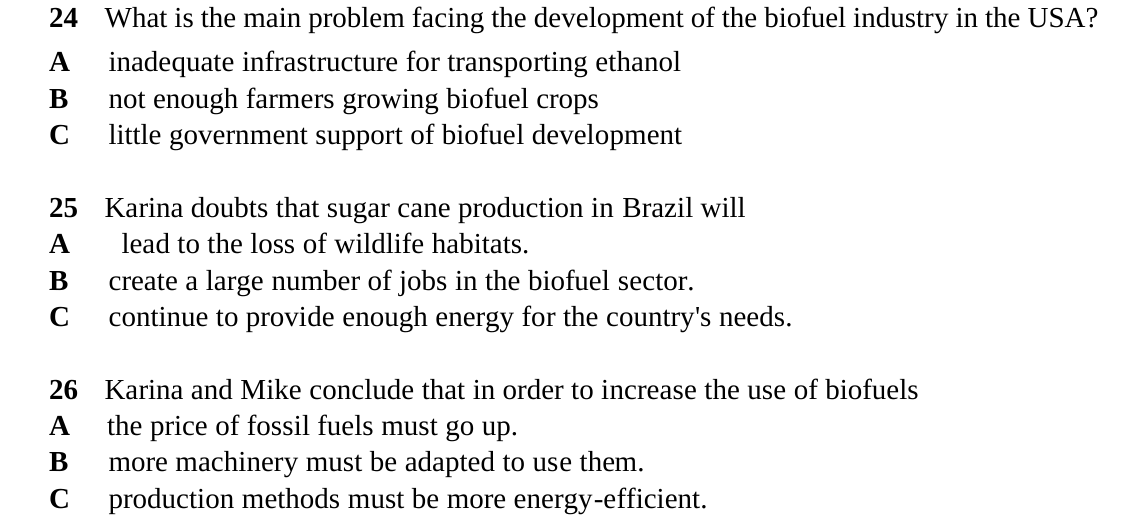 24 What is the main problem facing the development of the biofuel industry in the USA?
A inadequate infrastructure for transporting ethanol
B not enough farmers growing biofuel crops
C little government support of biofuel development
25 Karina doubts that sugar cane production in Brazil will
A lead to the loss of wildlife habitats.
B create a large number of jobs in the biofuel sector.
C continue to provide enough energy for the country's needs.
26 Karina and Mike conclude that in order to increase the use of biofuels
A the price of fossil fuels must go up.
B more machinery must be adapted to use them.
C production methods must be more energy-efficient.